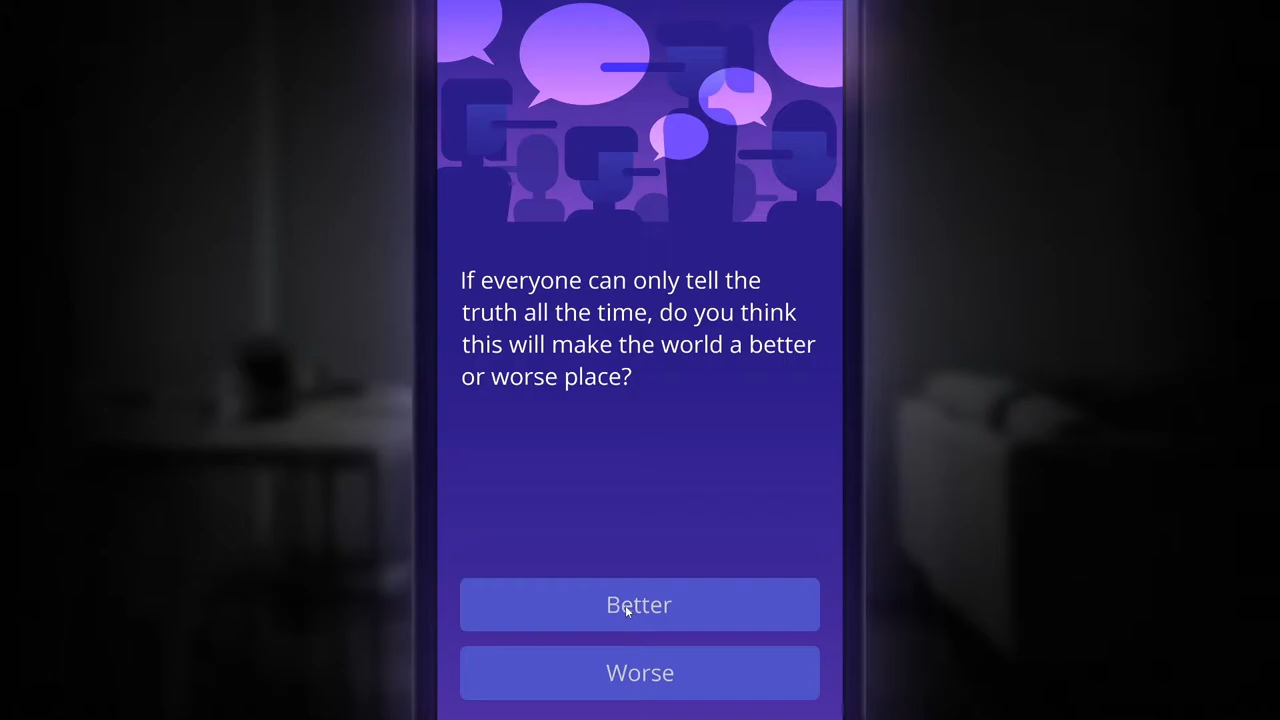 If everyone can only tell the
truth all the time, do you think
this will make the world a better
or worse place?
Better
Worse